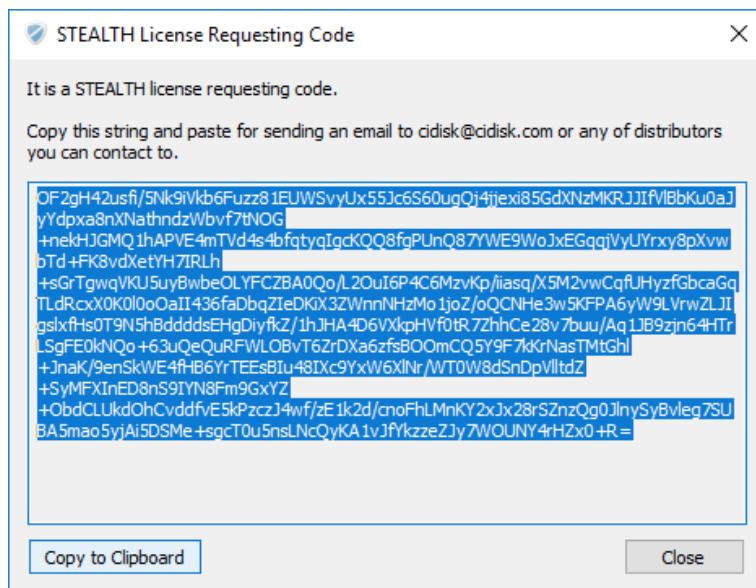 STEALTH License Requesting Code
It is a STEALTH license requesting code.
Copy this string and paste for sending an email to cidisk@cidisk.com or any of distributors
you can contact to.
OF2gH42usfi/5Nk9iVkb6Fuzz81EUWSvyUx55Jc6S60ugQj4jjexi85GdXNzMKRJJIfVlBbKu0aJ
yYdpxa8nXNathndzWbvf7tNOG
+nekHJGMQ1hAPVE4mTVd4s4bfqtyqIgcKQQ8fgPUnQ87YWE9WoJxEGqqjVyUYrxy8pXvw
bTd+FK8vdXetYH7IRLh
+sGrTgwqVKU5uyBwbeOLYFCZBA0Qo/L2OuI6P4C6MzvKp/iiasq/X5M2vwCqfUHyzfGbcaGq
TLdRcxX0K0l0oOaII436faDbqZIeDKiX3ZWnnNHzMo1joZ/oQCNHe3w5KFPA6yW9LVrwZLJI
gslxfHs0T9N5hBddddsEHgDiyfkZ/1hJHA4D6VXkpHVf0tR7ZhhCe28v7buu/Aq1JB9zjn64HTr
LSgFE0kNQo+63uQeQuRFWLOBvT6ZrDXa6zfsBOOmCQ5Y9F7kKrNasTMtGhl
+JnaK/9enSkWE4fHB6YrTEEsBIu48IXc9YxW6XlNr/WT0W8dSnDpVlltdZ
+SyMFXInED8nS9IYN8Fm9GxYZ
+ObdCLUkdOhCvddfvE5kPzczJ4wf/zE1k2d/cnoFhLMnKY2xJx28rSZnzQg0JlnySyBvleg7SU
BA5mao5yjAi5DSMe+sgcT0u5nsLNcQyKA1vJfYkzzeZJy7WOUNY4rHZx0+R=
Copy to Clipboard
Close